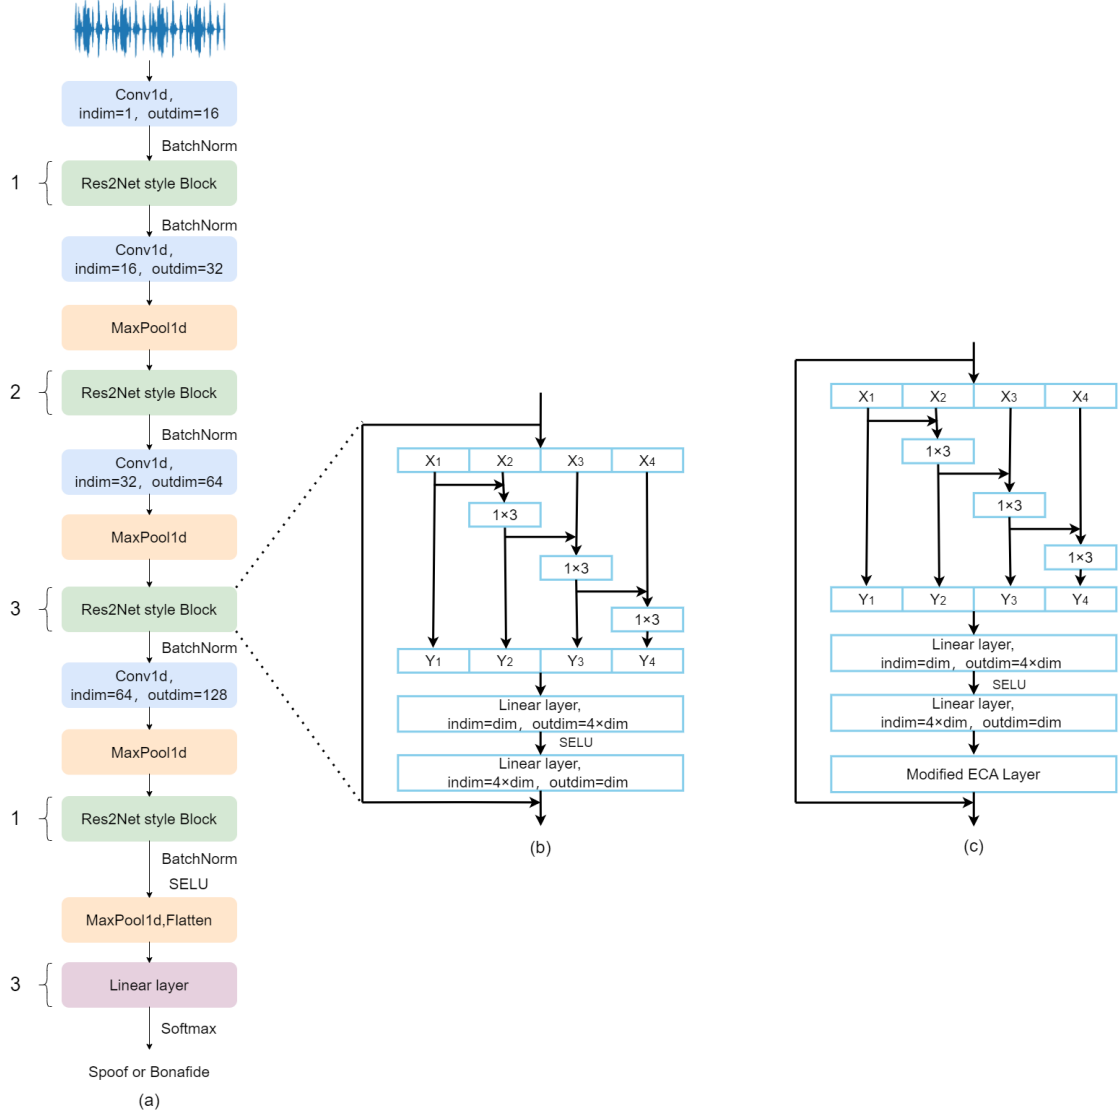 Conv1d,
indim=1, outdim=16
BatchNorm
1
Res2Net style Block
BatchNorm
Conv1d,
indim=16, outdim=32
MaxPool1d
2
Res2Net style Block
BatchNorm
Conv1d,
indim=32, outdim=64
MaxPool1d
3
Res2Net style Block
BatchNorm
Conv1d,
indim=64, outdim=128
MaxPool1d
1
Res2Net style Block
BatchNorm
SELU
MaxPool1d,Flatten
3
Linear layer
Softmax
Spoof or Bonafide
(a)
X1 X2 X3 X4
1×3
1×3
1×3
Y1 Y2 Y3 Y4
Linear layer,
indim=dim, outdim=4×dim
SELU
Linear layer,
indim=4×dim, outdim=dim
(b)
X1 X2 X3 X4
1×3
1×3
1×3
Y1 Y2 Y3 Y4
Linear layer,
indim=dim, outdim=4×dim
SELU
Linear layer,
indim=4×dim, outdim=dim
Modified ECA Layer
(c)